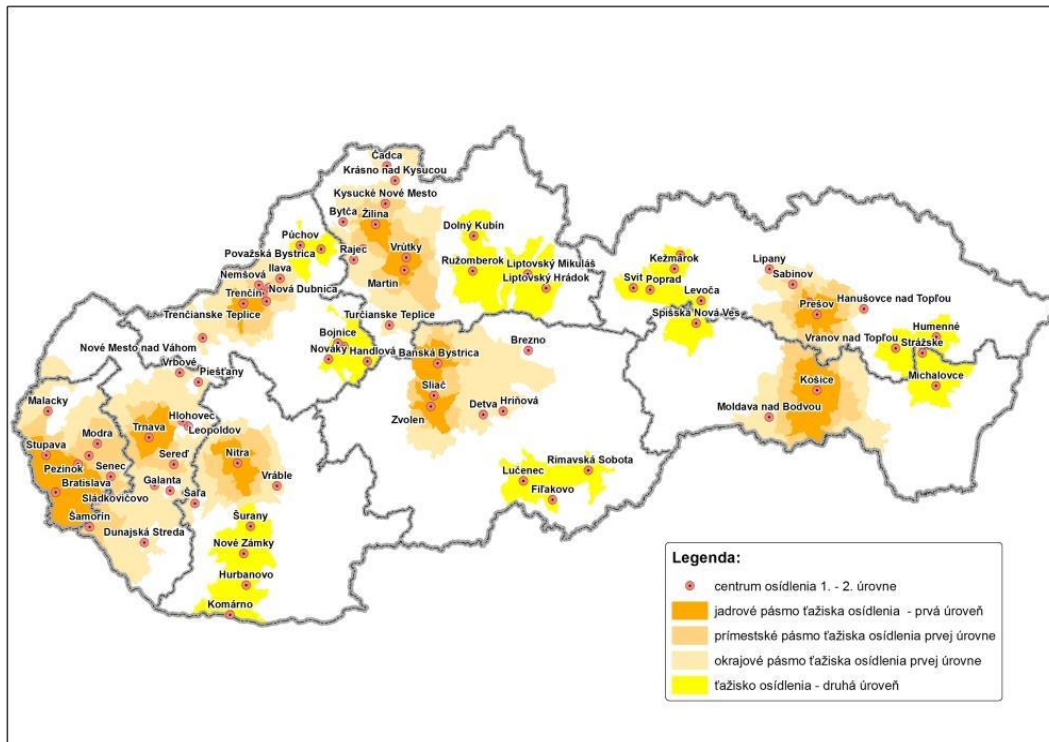 Čadca
Krásno nad Kysucou
Kysucké Nové Mesto
Bytča
Žilina
Púchov
Dolný Kubín
Vrútky
Považská Bystrica
Rajec
Kežmarok
Lipany
Ilava
Ružomberok
Liptovský Mikuláš
Sabinov
Nemšová
Svit
Poprad
Liptovský Hrádok
Martin
Nová Dubnica
Trenčín
Levoča
Prešov
Hanušovce nad Topľou
Trenčianske Teplice
Turčianske Teplice
Spišská Nová Ves
Humenné
Vranov nad Topľou
Strážske
Bojnice
Brezno
Nové Mesto nad Váhom
Nováky
Handlová
Banská Bystrica
Vrbové
Piešťany
Michalovce
Sliač
Košice
Malacky
Hlohovec
Zvolen
Detva
Hriňová
Moldava nad Bodvou
Trnava
Leopoldov
Modra
Stupava
Sereď
Nitra
Pezinok
Senec
Lučenec
Rimavská Sobota
Bratislava
Galanta
Vráble
Sládkovičovo
Šaľa
Fiľakovo
Šamorín
Šurany
Dunajská Streda
Nové Zámky
Hurbanovo
Komárno
Legenda:
centrum osídlenia 1. - 2. úrovne
jadrové pásmo ťažiska osídlenia - prvá úroveň
prímestské pásmo ťažiska osídlenia prvej úrovne
okrajové pásmo ťažiska osídlenia prvej úrovne
ťažisko osídlenia - druhá úroveň